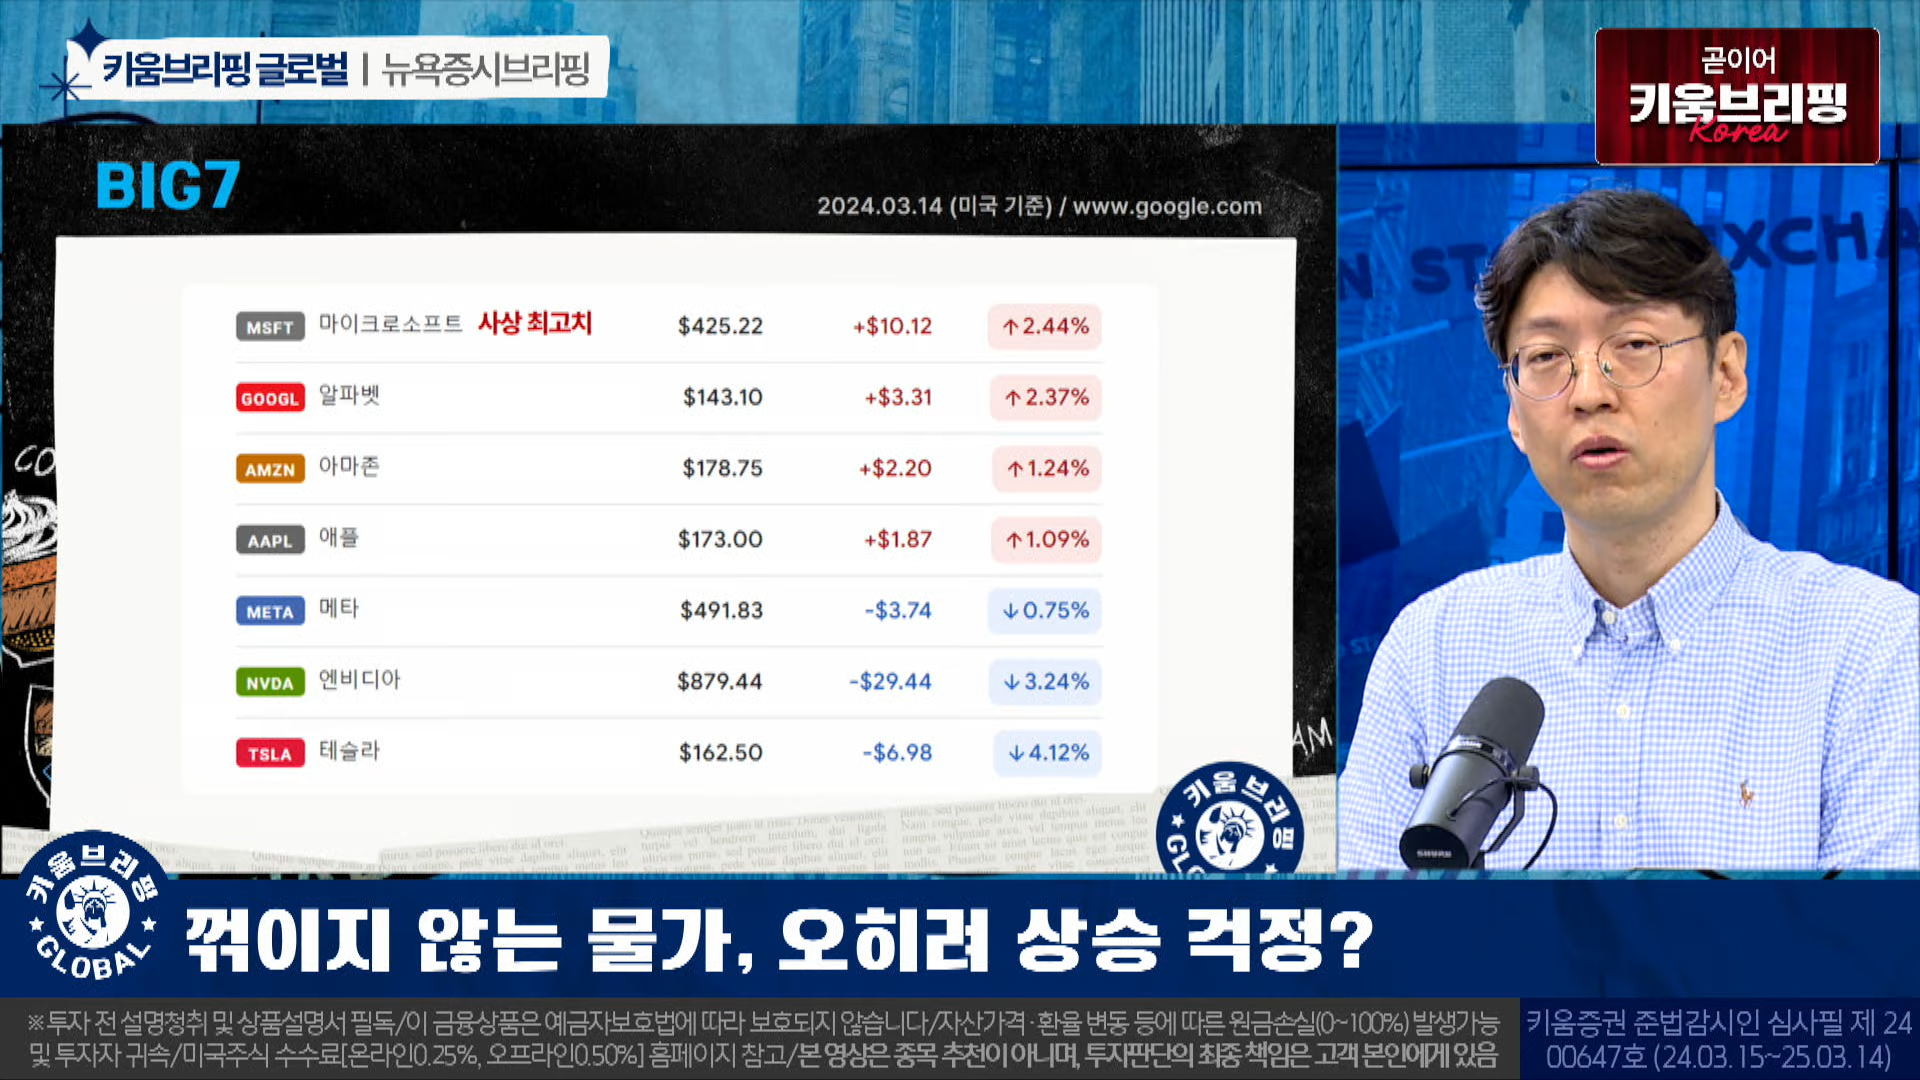 키움브리핑 글로벌 | 뉴욕증시브리핑
곧이어
키움브리핑
Korea
BIG7
2024.03.14 (미국 기준) / www.google.com
MSFT 마이크로소프트 사상 최고치 $425.22 +$10.12 ↑2.44%
GOOGL 알파벳 $143.10 +$3.31 ↑2.37%
AMZN 아마존 $178.75 +$2.20 ↑1.24%
AAPL 애플 $173.00 +$1.87 ↑1.09%
META 메타 $491.83 -$3.74 ↓0.75%
NVDA 엔비디아 $879.44 -$29.44 ↓3.24%
TSLA 테슬라 $162.50 -$6.98 ↓4.12%
키움브리핑
키움브리핑
GLOBAL
SHURE
꺾이지 않는 물가, 오히려 상승 걱정?
※투자 전 설명청취 및 상품설명서 필독/이 금융상품은 예금자보호법에 따라 보호되지 않습니다/자산가격·환율 변동 등에 따른 원금손실(0~100%) 발생가능
및 투자자 귀속/미국주식 수수료[온라인0.25%, 오프라인0.50%] 홈페이지 참고/본 영상은 종목 추천이 아니며, 투자판단의 최종 책임은 고객 본인에게 있음
키움증권 준법감시인 심사필 제 24
00647호 (24.03.15~25.03.14)